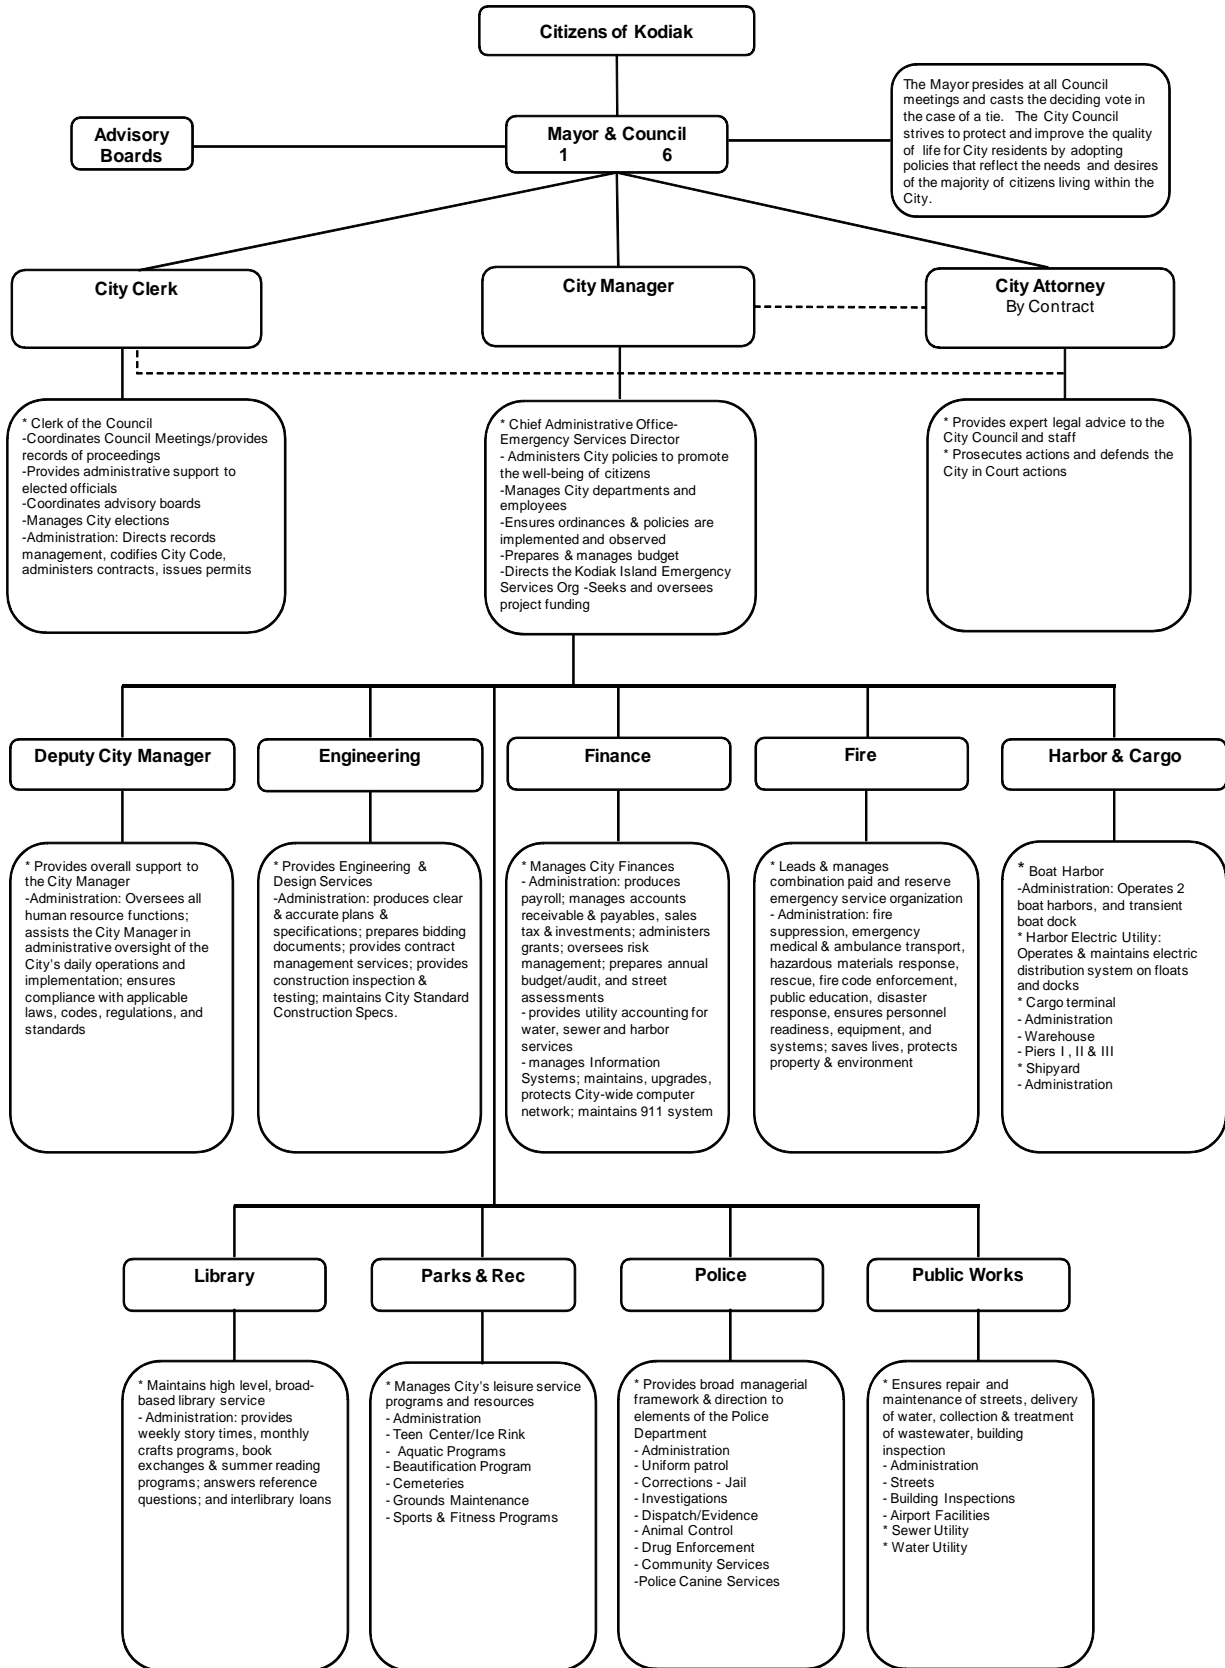 Citizens of Kodiak
The Mayor presides at all Council
meetings and casts the deciding vote in
the case of a tie. The City Council
strives to protect and improve the quality
of life for City residents by adopting
policies that reflect the needs and desires
of the majority of citizens living within the
City.
Advisory
Boards
Mayor & Council
1 6
City Clerk
City Manager
City Attorney
By Contract
* Clerk of the Council
-Coordinates Council Meetings/provides
records of proceedings
-Provides administrative support to
elected officials
-Coordinates advisory boards
-Manages City elections
-Administration: Directs records
management, codifies City Code,
administers contracts, issues permits
* Chief Administrative Office-
Emergency Services Director
- Administers City policies to promote
the well-being of citizens
-Manages City departments and
employees
-Ensures ordinances & policies are
implemented and observed
-Prepares & manages budget
-Directs the Kodiak Island Emergency
Services Org -Seeks and oversees
project funding
* Provides expert legal advice to the
City Council and staff
* Prosecutes actions and defends the
City in Court actions
Deputy City Manager
Engineering
Finance
Fire
Harbor & Cargo
* Provides overall support to
the City Manager
-Administration: Oversees all
human resource functions;
assists the City Manager in
administrative oversight of the
City's daily operations and
implementation; ensures
compliance with applicable
laws, codes, regulations, and
standards
* Provides Engineering &
Design Services
-Administration: produces clear
& accurate plans &
specifications; prepares bidding
documents; provides contract
management services; provides
construction inspection &
testing; maintains City Standard
Construction Specs.
* Manages City Finances
- Administration: produces
payroll; manages accounts
receivable & payables, sales
tax & investments; administers
grants; oversees risk
management; prepares annual
budget/audit, and street
assessments
- provides utility accounting for
water, sewer and harbor
services
- manages Information
Systems; maintains, upgrades,
protects City-wide computer
network; maintains 911 system
* Leads & manages
combination paid and reserve
emergency service organization
- Administration: fire
suppression, emergency
medical & ambulance transport,
hazardous materials response,
rescue, fire code enforcement,
public education, disaster
response, ensures personnel
readiness, equipment, and
systems; saves lives, protects
property & environment
* Boat Harbor
-Administration: Operates 2
boat harbors, and transient
boat dock
* Harbor Electric Utility:
Operates & maintains electric
distribution system on floats
and docks
* Cargo terminal
- Administration
- Warehouse
- Piers I , II & III
* Shipyard
- Administration
Library
Parks & Rec
Police
Public Works
* Maintains high level, broad-
based library service
- Administration: provides
weekly story times, monthly
crafts programs, book
exchanges & summer reading
programs; answers reference
questions; and interlibrary loans
* Manages City's leisure service
programs and resources
- Administration
- Teen Center/Ice Rink
- Aquatic Programs
- Beautification Program
- Cemeteries
- Grounds Maintenance
- Sports & Fitness Programs
* Provides broad managerial
framework & direction to
elements of the Police
Department
- Administration
- Uniform patrol
- Corrections - Jail
- Investigations
- Dispatch/Evidence
- Animal Control
- Drug Enforcement
- Community Services
-Police Canine Services
* Ensures repair and
maintenance of streets, delivery
of water, collection & treatment
of wastewater, building
inspection
- Administration
- Streets
- Building Inspections
- Airport Facilities
* Sewer Utility
* Water Utility